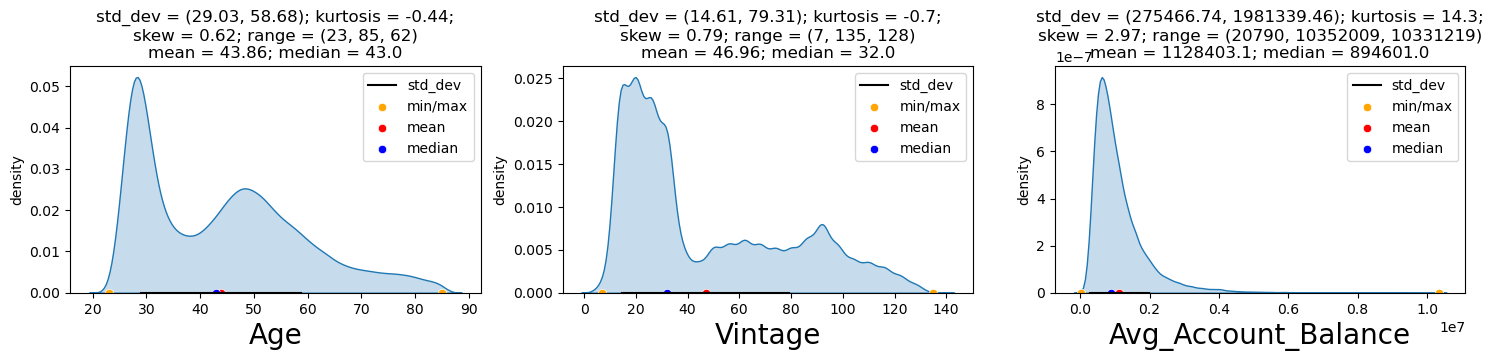 std_dev = (29.03, 58.68); kurtosis = -0.44;
skew = 0.62; range = (23, 85, 62)
mean = 43.86; median = 43.0
0.05
0.04
0.03
0.02
0.01
0.00
density
std_dev
min/max
mean
median
20 30 40 50 60 70 80 90
Age
std_dev = (14.61, 79.31); kurtosis = -0.7;
skew = 0.79; range = (7, 135, 128)
mean = 46.96; median = 32.0
0.025
0.020
0.015
0.010
0.005
0.000
density
std_dev
min/max
mean
median
0 20 40 60 80 100 120 140
Vintage
std_dev = (275466.74, 1981339.46); kurtosis = 14.3;
skew = 2.97; range = (20790, 10352009, 10331219)
mean = 1128403.1; median = 894601.0
1e−7
8
6
4
2
0
density
std_dev
min/max
mean
median
0.0 0.2 0.4 0.6 0.8 1.0
1e7
Avg_Account_Balance